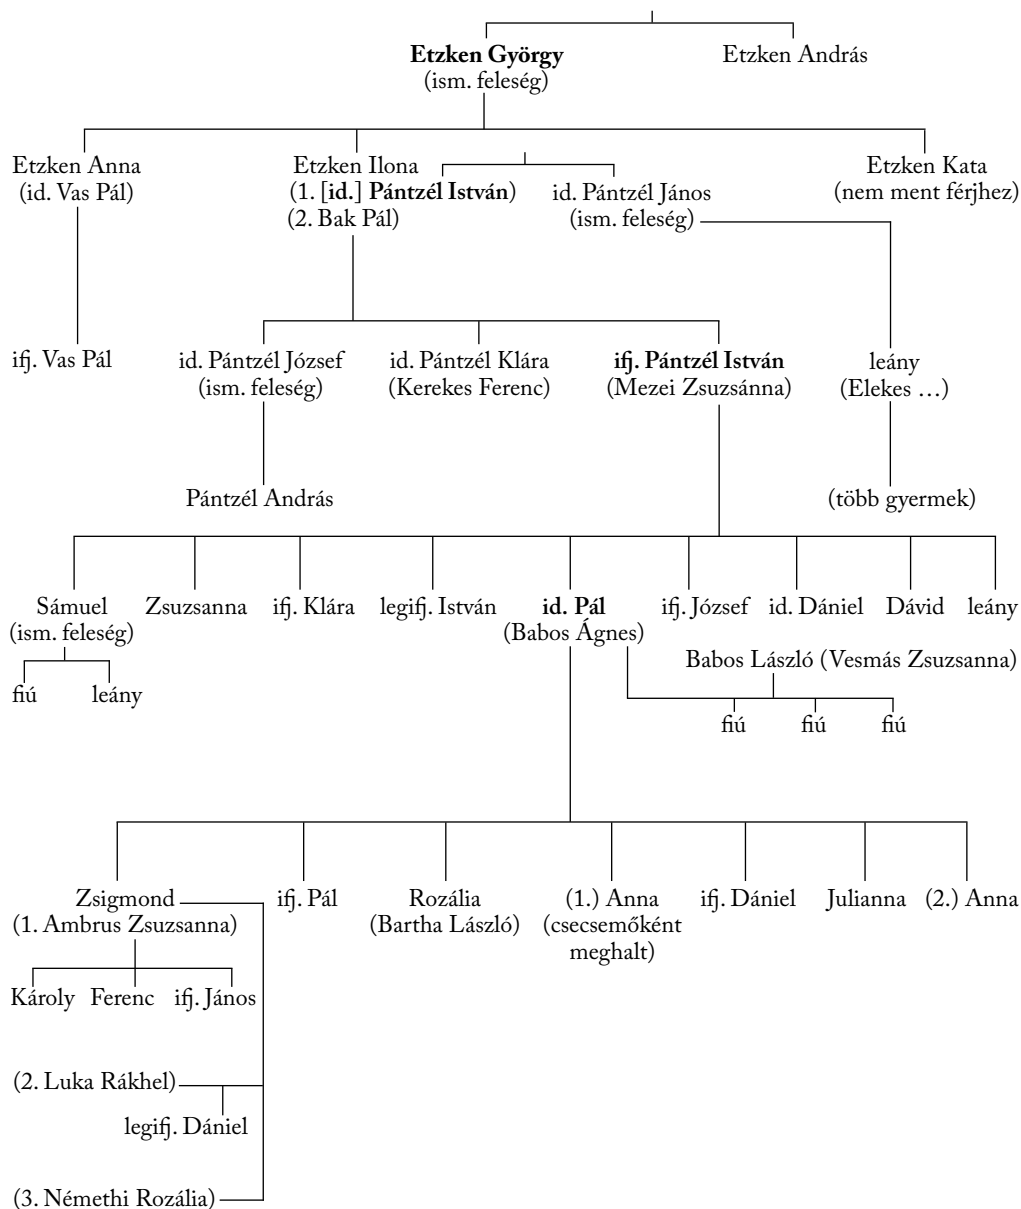 Etzken György Etzken András
(ism. feleség)
Etzken Anna Etzken Ilona Etzken Kata
(id. Vas Pál) (1. [id.] Pántzél István) id. Pántzél János (nem ment férjhez)
(2. Bak Pál) (ism. feleség)
ifj. Vas Pál id. Pántzél József id. Pántzél Klára ifj. Pántzél István leány
(ism. feleség) (Kerekes Ferenc) (Mezei Zsuzsánna) (Elekes …)
Pántzél András (több gyermek)
Sámuel Zsuzsanna ifj. Klára legifj. István id. Pál ifj. József id. Dániel Dávid leány
(ism. feleség) (Babos Ágnes)
Babos László (Vesmás Zsuzsanna)
fiú leány
fiú fiú fiú
Zsigmond ifj. Pál Rozália (1.) Anna ifj. Dániel Julianna (2.) Anna
(1. Ambrus Zsuzsanna) (Bartha László) (csecsemőként
meghalt)
Károly Ferenc ifj. János
(2. Luka Rákhel)
legifj. Dániel
(3. Némethi Rozália)